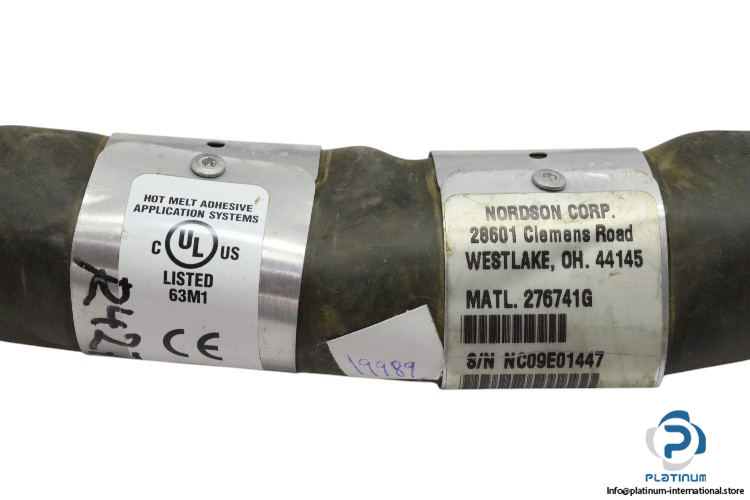 HOT MELT ADHESIVE
APPLICATION SYSTEMS
C UL US
LISTED
63M1
CE
19989
NORDSON CORP.
28601 Clemens Road
WESTLAKE, OH. 44145
MATL. 276741G
S/N NC09E01447
PLATINUM
Info@platinum-international.store